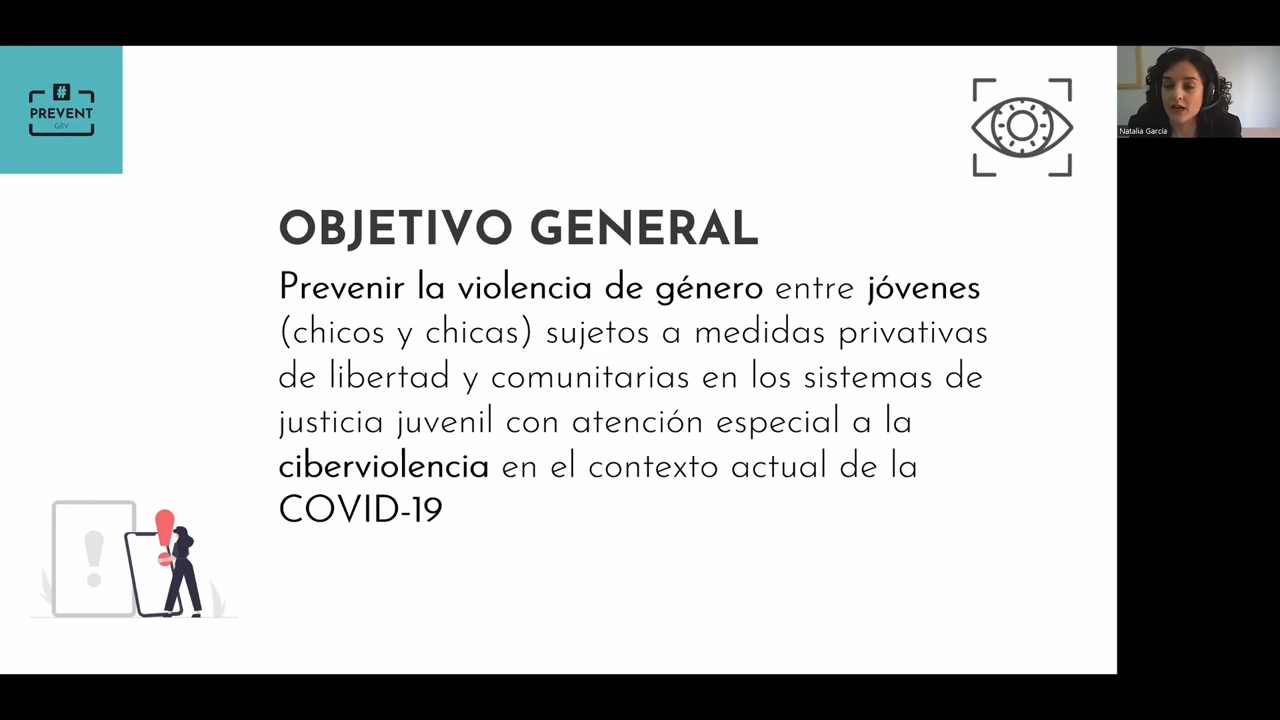 #
PREVENT
GBV
OBJETIVO GENERAL
Prevenir la violencia de género entre jóvenes
(chicos y chicas) sujetos a medidas privativas
de libertad y comunitarias en los sistemas de
justicia juvenil con atención especial a la
ciberviolencia en el contexto actual de la
COVID-19
Natalia García